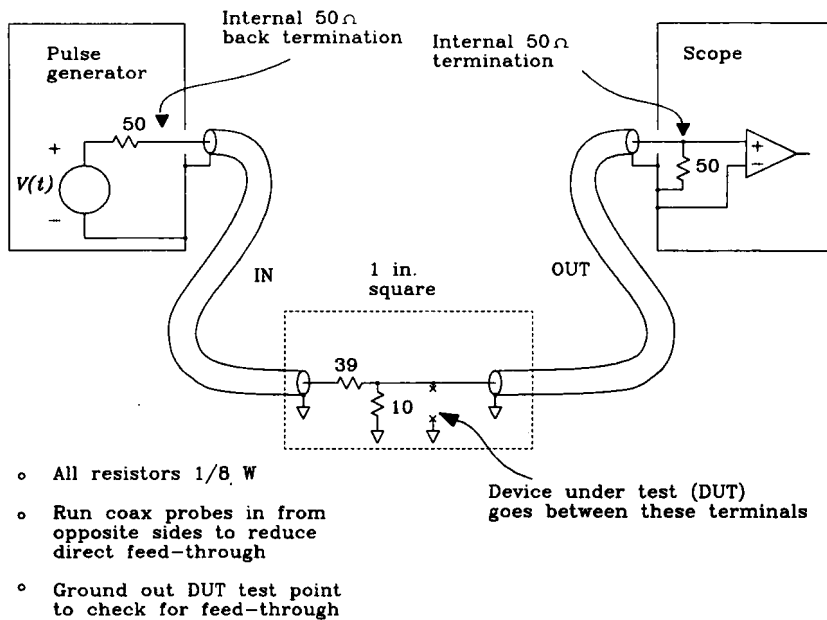 Internal 50Ω
back termination
Pulse
generator
Internal 50Ω
termination
Scope
50
+
V(t)
−
+
−
50
IN
1 in.
square
OUT
39
10
Device under test (DUT)
goes between these terminals
∘ All resistors 1/8 W
∘ Run coax probes in from
opposite sides to reduce
direct feed-through
∘ Ground out DUT test point
to check for feed-through